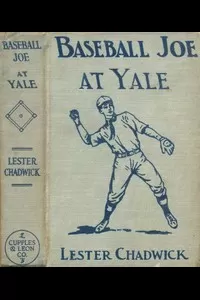 BASEBALL
JOE
AT
YALE
LESTER
CHADWICK
CUPPLES
& LEON
CO.
BASEBALL JOE
AT YALE
LESTER CHADWICK